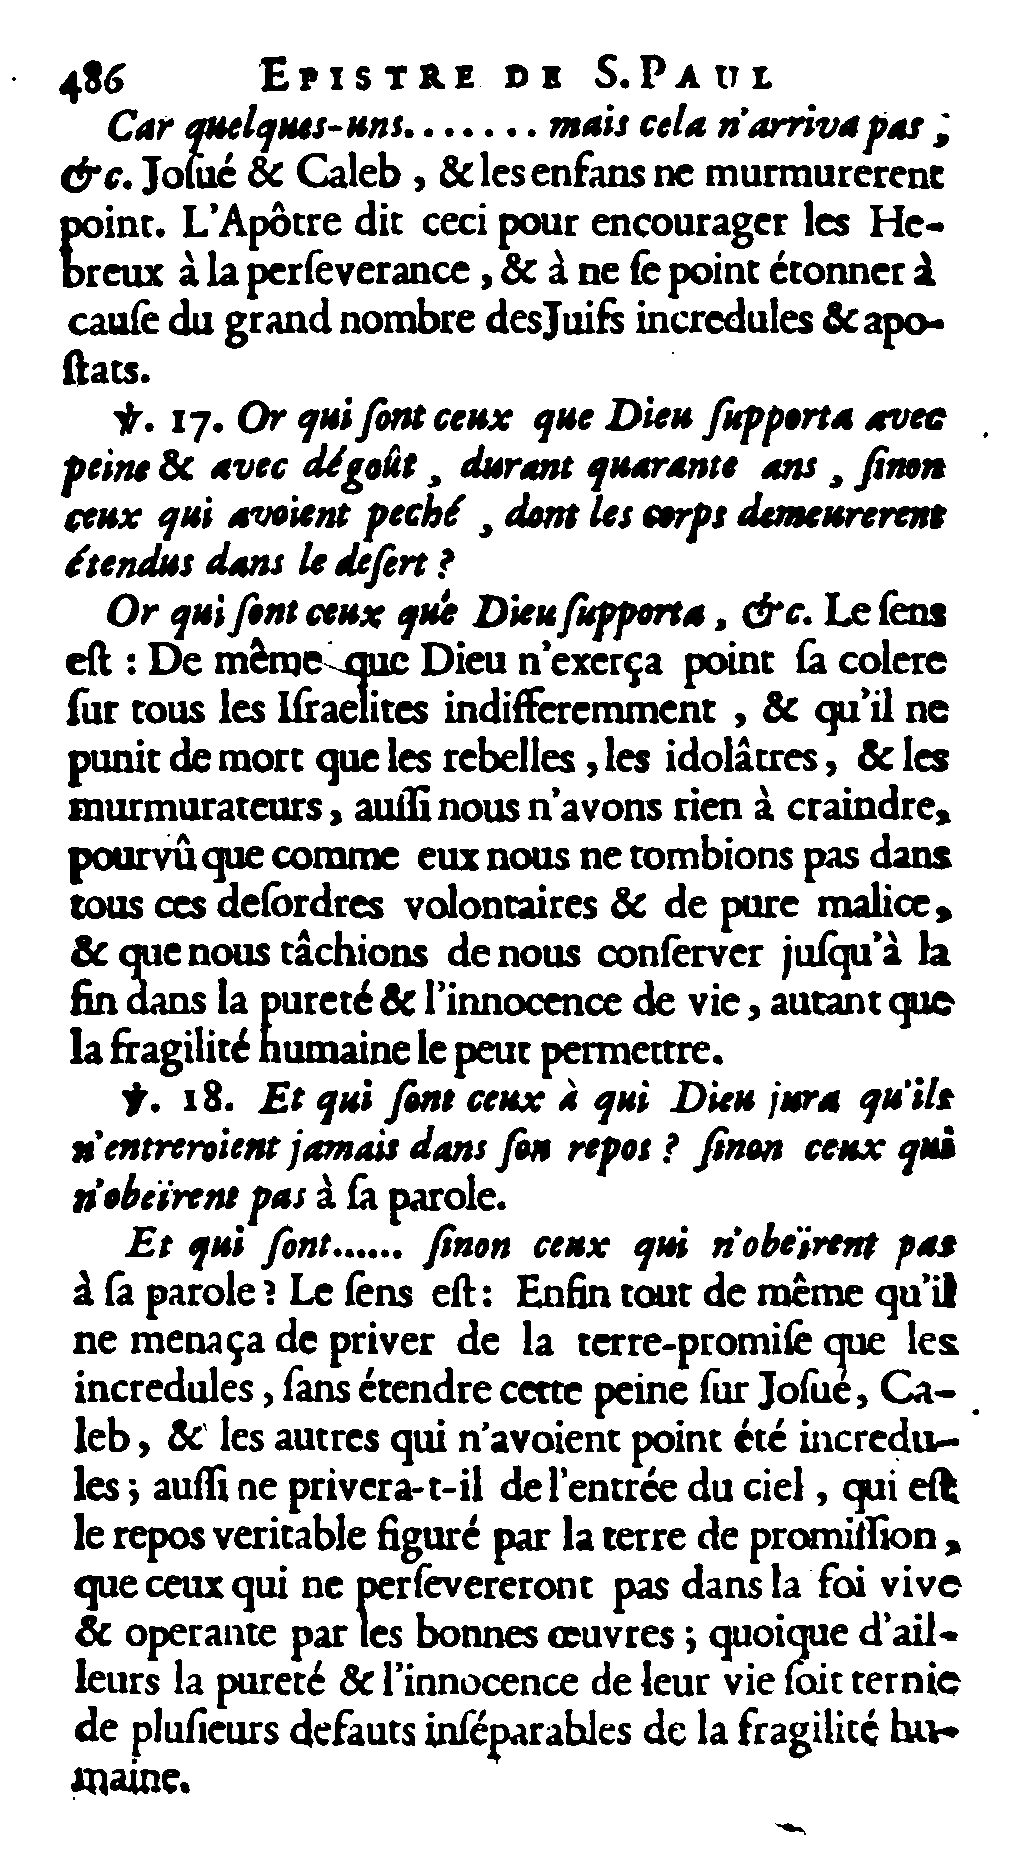 486 EPISTRE DE S. PAUL
Car quelques-uns....... mais cela n'arriva pas ;
&c. Joſué & Caleb , & les enfans ne murmurerent
point. L'Apôtre dit ceci pour encourager les He-
breux à la perſeverance , & à ne ſe point étonner à
cauſe du grand nombre des Juifs incredules & apo-
ſtats.
℣. 17. Or qui ſont ceux que Dieu ſupporta avec
peine & avec dégoût , durant quarante ans , ſinon
ceux qui avoient peché , dont les corps demeurerent
étendus dans le deſert ?
Or qui ſont ceux que Dieu ſupporta , &c. Le ſens
eſt : De même que Dieu n'exerça point ſa colere
ſur tous les Iſraelites indifferemment , & qu'il ne
punit de mort que les rebelles , les idolâtres , & les
murmurateurs , auſſi nous n'avons rien à craindre,
pourvû que comme eux nous ne tombions pas dans
tous ces deſordres volontaires & de pure malice,
& que nous tâchions de nous conſerver juſqu'à la
fin dans la pureté & l'innocence de vie , autant que
la fragilité humaine le peut permettre.
℣. 18. Et qui ſont ceux à qui Dieu jura qu'ils
n'entreroient jamais dans ſon repos ? ſinon ceux qui
n'obeïrent pas à ſa parole.
Et qui ſont...... ſinon ceux qui n'obeïrent pas
à ſa parole ? Le ſens eſt : Enfin tout de même qu'il
ne menaça de priver de la terre-promiſe que les
incredules , ſans étendre cette peine ſur Joſué, Ca-
leb , & les autres qui n'avoient point été incredu-
les ; auſſi ne privera-t-il de l'entrée du ciel , qui eſt
le repos veritable figuré par la terre de promiſſion ,
que ceux qui ne perſevereront pas dans la foi vive
& operante par les bonnes œuvres ; quoique d'ail-
leurs la pureté & l'innocence de leur vie ſoit ternie
de pluſieurs defauts inſéparables de la fragilité hu-
maine.